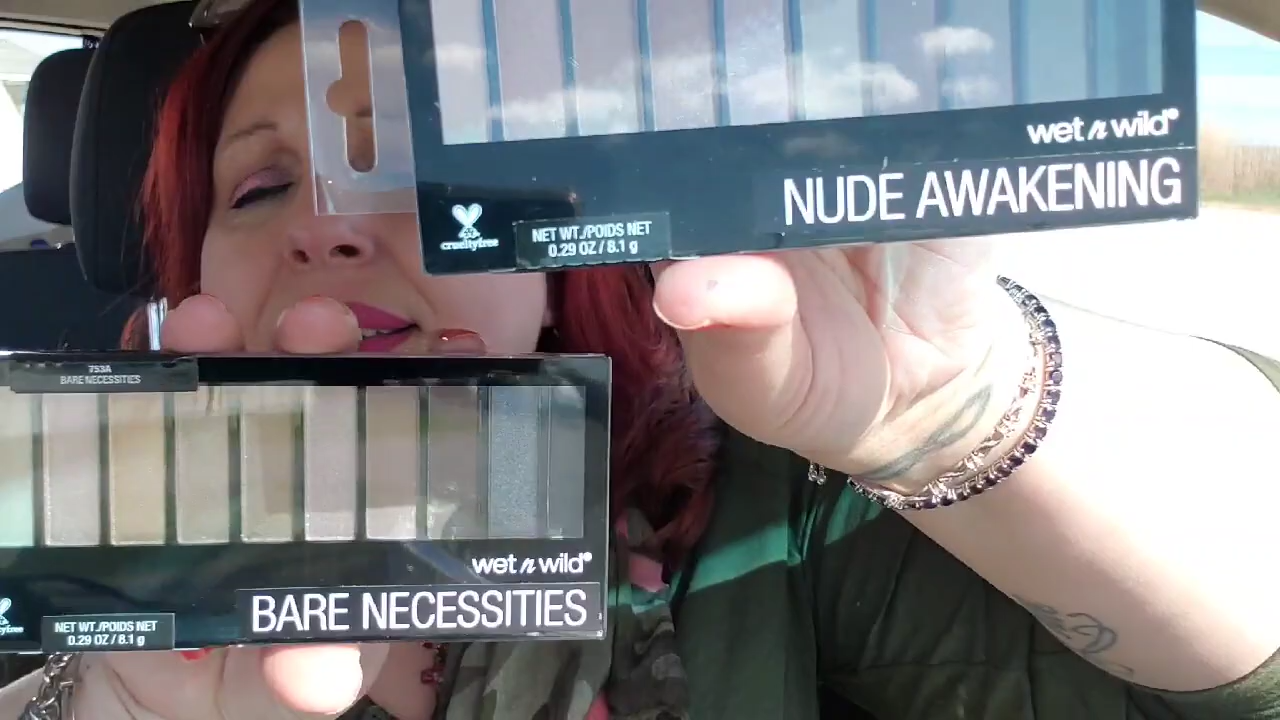 wet n wild®
NUDE AWAKENING
crueltyfree
NET WT./POIDS NET
0.29 OZ / 8.1 g
753A
BARE NECESSITIES
wet n wild®
BARE NECESSITIES
NET WT./POIDS NET
0.29 OZ / 8.1 g